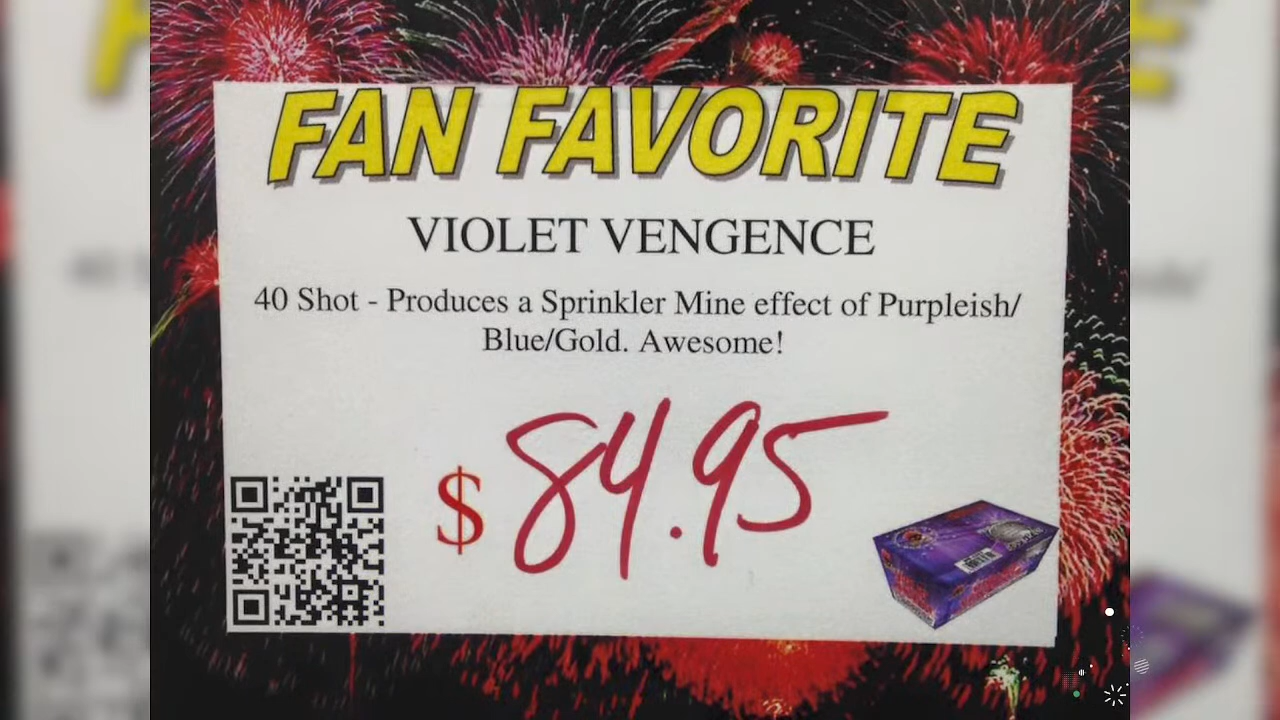 FAN FAVORITE
VIOLET VENGENCE
40 Shot - Produces a Sprinkler Mine effect of Purpleish/
Blue/Gold. Awesome!
$ 84.95